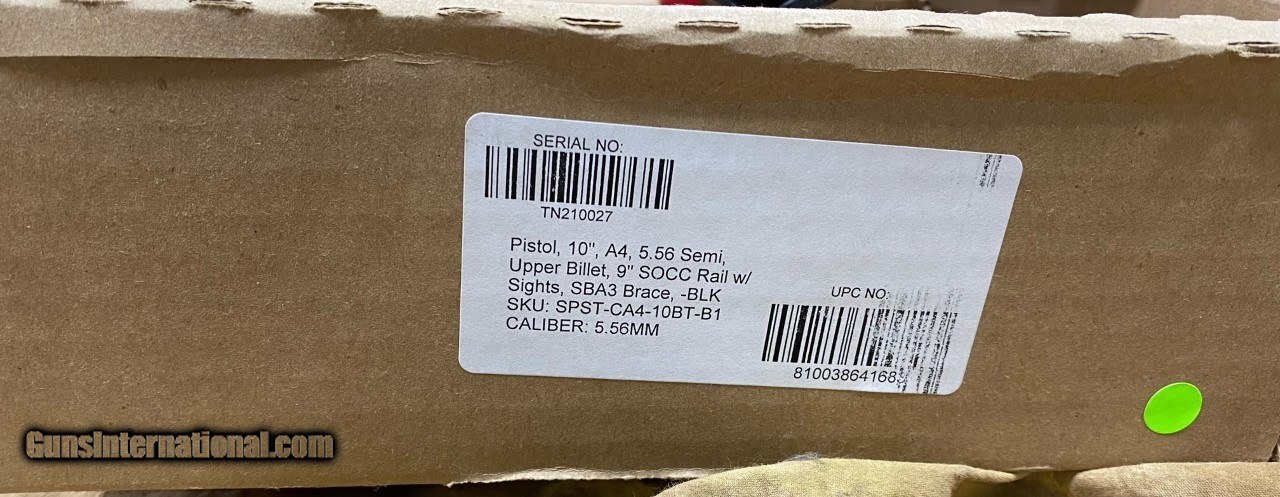 SERIAL NO:
TN210027
Pistol, 10", A4, 5.56 Semi,
Upper Billet, 9" SOCC Rail w/
Sights, SBA3 Brace, -BLK
SKU: SPST-CA4-10BT-B1
CALIBER: 5.56MM
UPC NO:
81003864168
GunsInternational.com